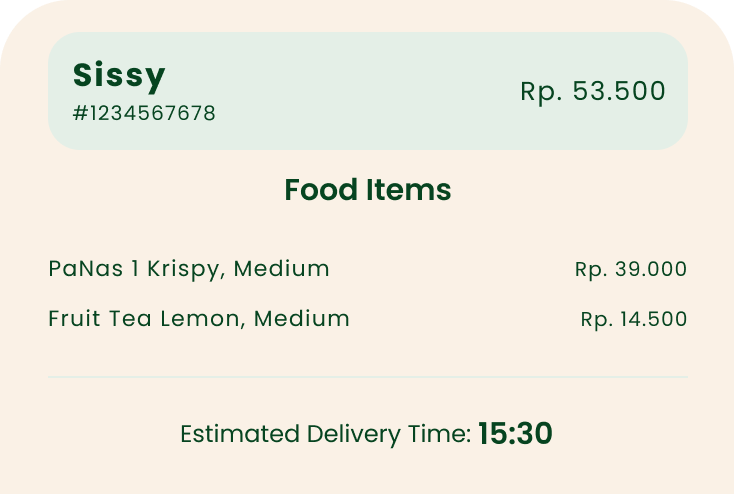 Sissy
#1234567678
Rp. 53.500
Food Items
PaNas 1 Krispy, Medium Rp. 39.000
Fruit Tea Lemon, Medium Rp. 14.500
Estimated Delivery Time: 15:30